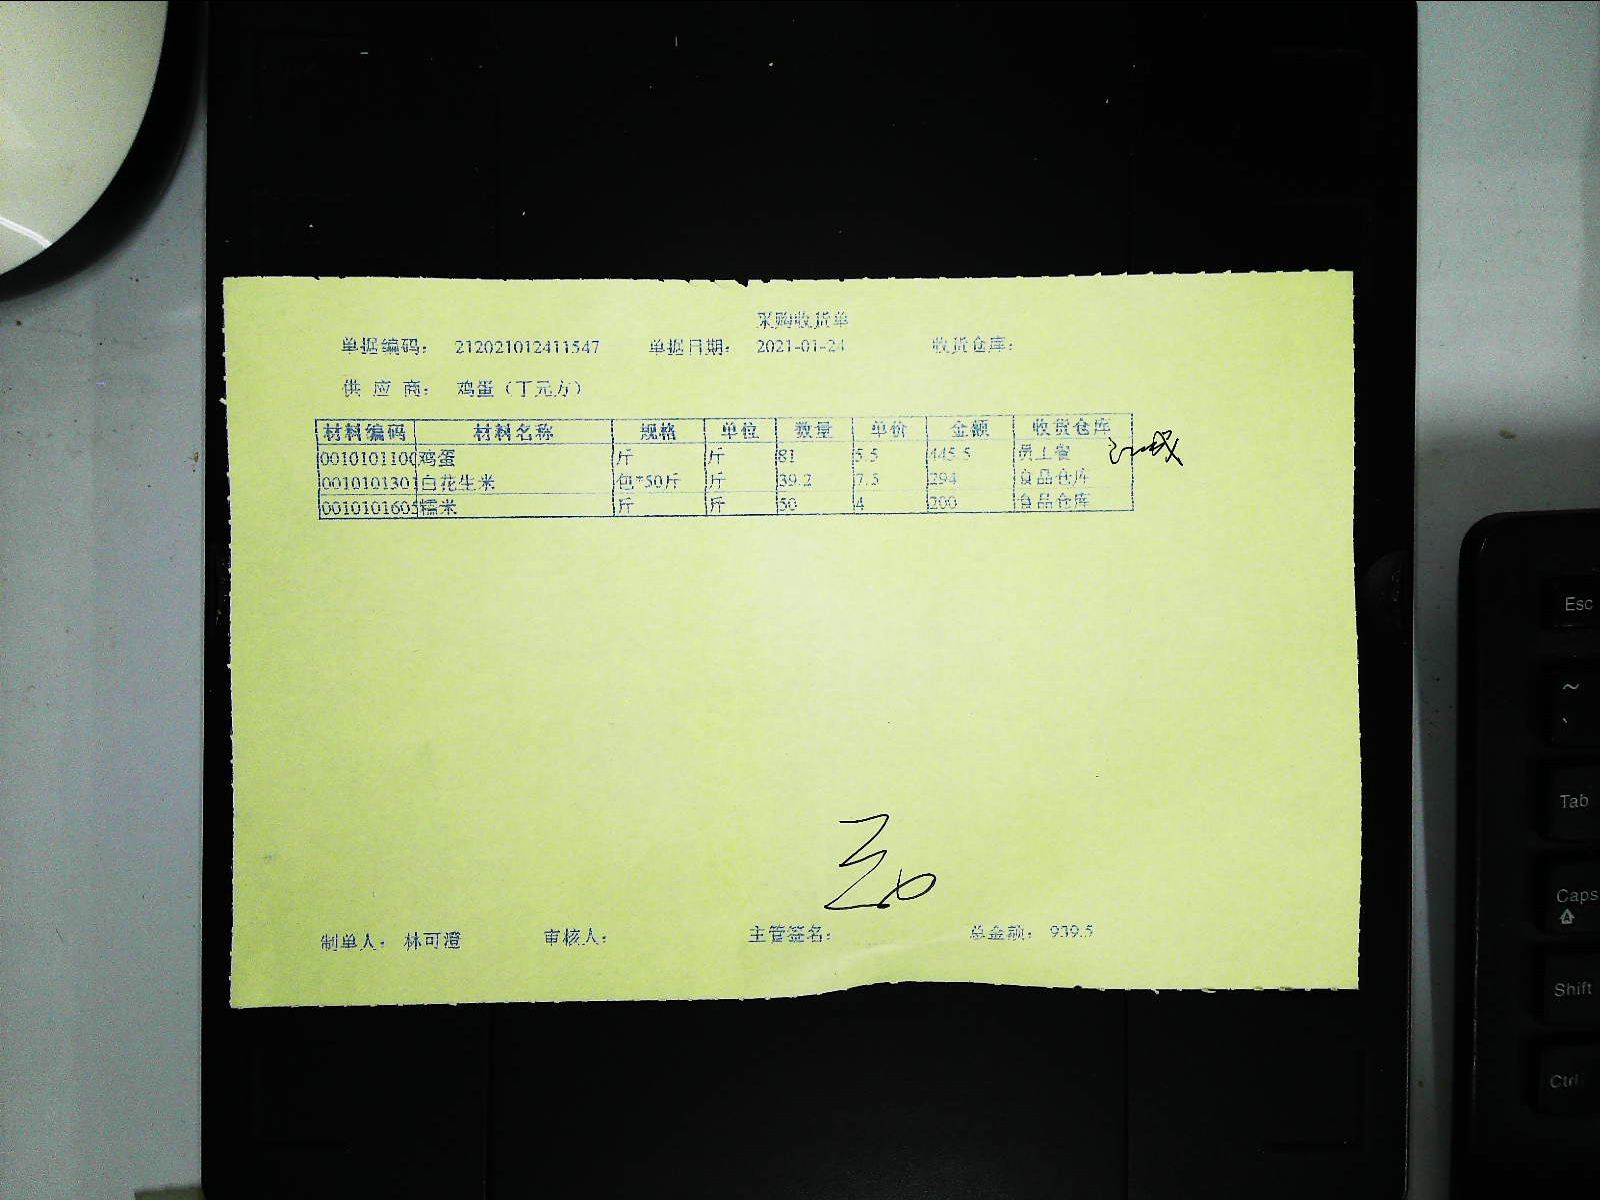 采购收货单
单据编码： 212021012411547 单据日期： 2021-01-24 收货仓库：
供 应 商： 鸡蛋（丁元方）
材料编码 材料名称 规格 单位 数量 单价 金额 收货仓库
0010101100 鸡蛋 斤 斤 81 5.5 445.5 员工餐
0010101301 白花生米 包*50斤 斤 39.2 7.5 294 食品仓库
0010101605 糯米 斤 斤 50 4 200 食品仓库
制单人： 林可澄 审核人： 主管签名： 总金额： 939.5
Esc
~
`
Tab
Caps
Shift
Ctrl